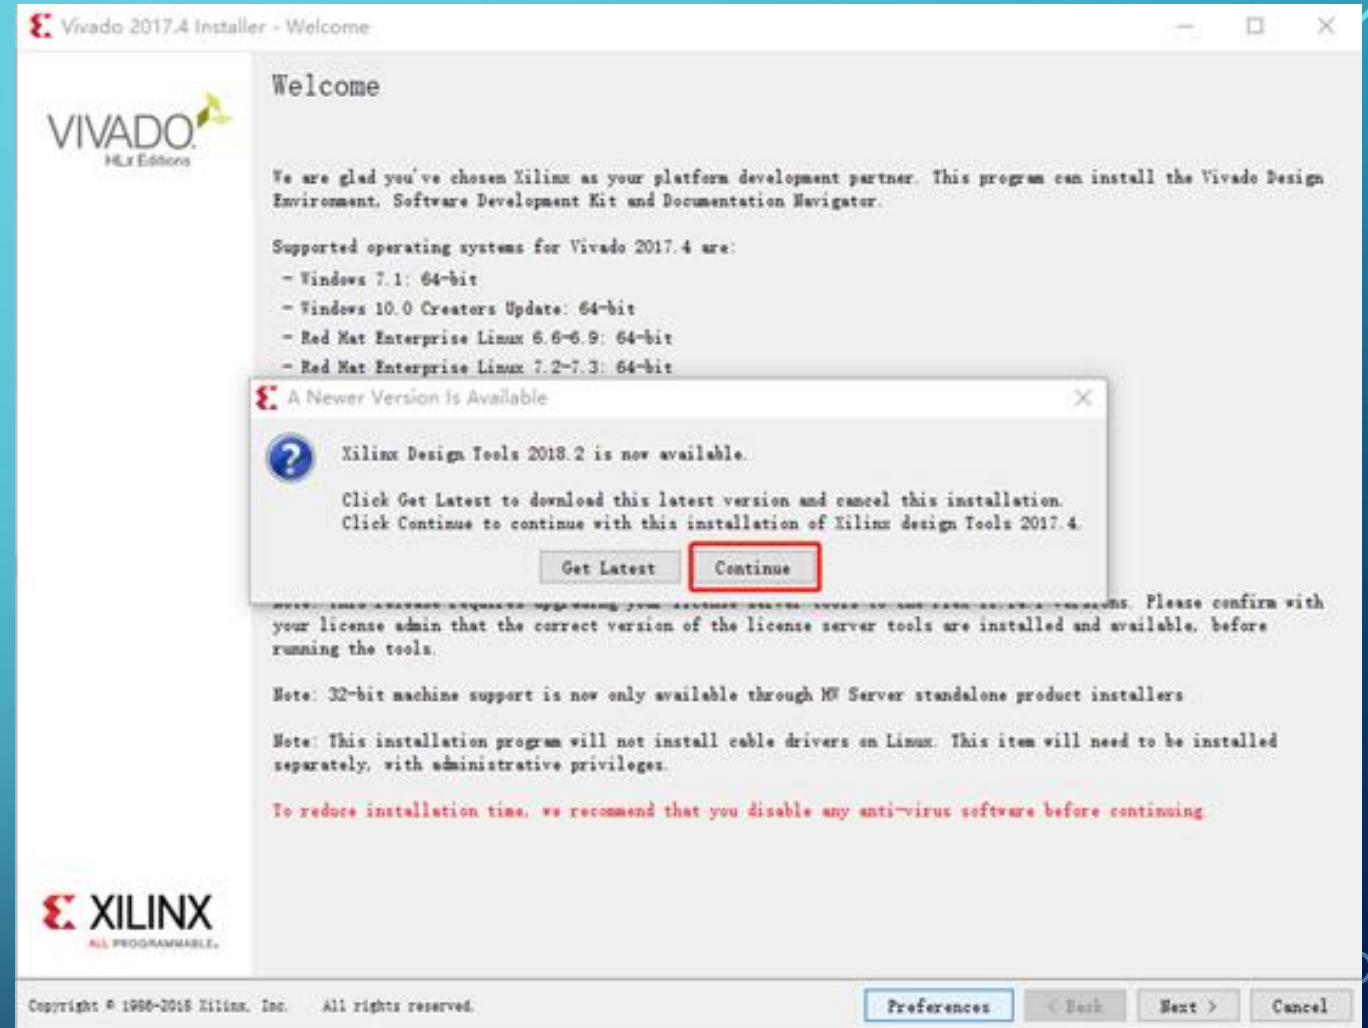 Vivado 2017.4 Installer - Welcome
VIVADO.
HLx Editions
Welcome
We are glad you've chosen Xilinx as your platform development partner. This program can install the Vivado Design
Environment, Software Development Kit and Documentation Navigator.
Supported operating systems for Vivado 2017.4 are:
- Windows 7.1: 64-bit
- Windows 10.0 Creators Update: 64-bit
- Red Hat Enterprise Linux 6.6-6.9: 64-bit
- Red Hat Enterprise Linux 7.2-7.3: 64-bit
A Newer Version Is Available
Xilinx Design Tools 2018.2 is now available.
Click Get Latest to download this latest version and cancel this installation.
Click Continue to continue with this installation of Xilinx design Tools 2017.4.
Get Latest
Continue
Please confirm with
your license admin that the correct version of the license server tools are installed and available, before
running the tools.
Note: 32-bit machine support is now only available through HW Server standalone product installers
Note: This installation program will not install cable drivers on Linux. This item will need to be installed
separately, with administrative privileges.
To reduce installation time, we recommend that you disable any anti-virus software before continuing.
XILINX
ALL PROGRAMMABLE.
Copyright © 1986-2018 Xilinx, Inc. All rights reserved.
Preferences
< Back
Next >
Cancel